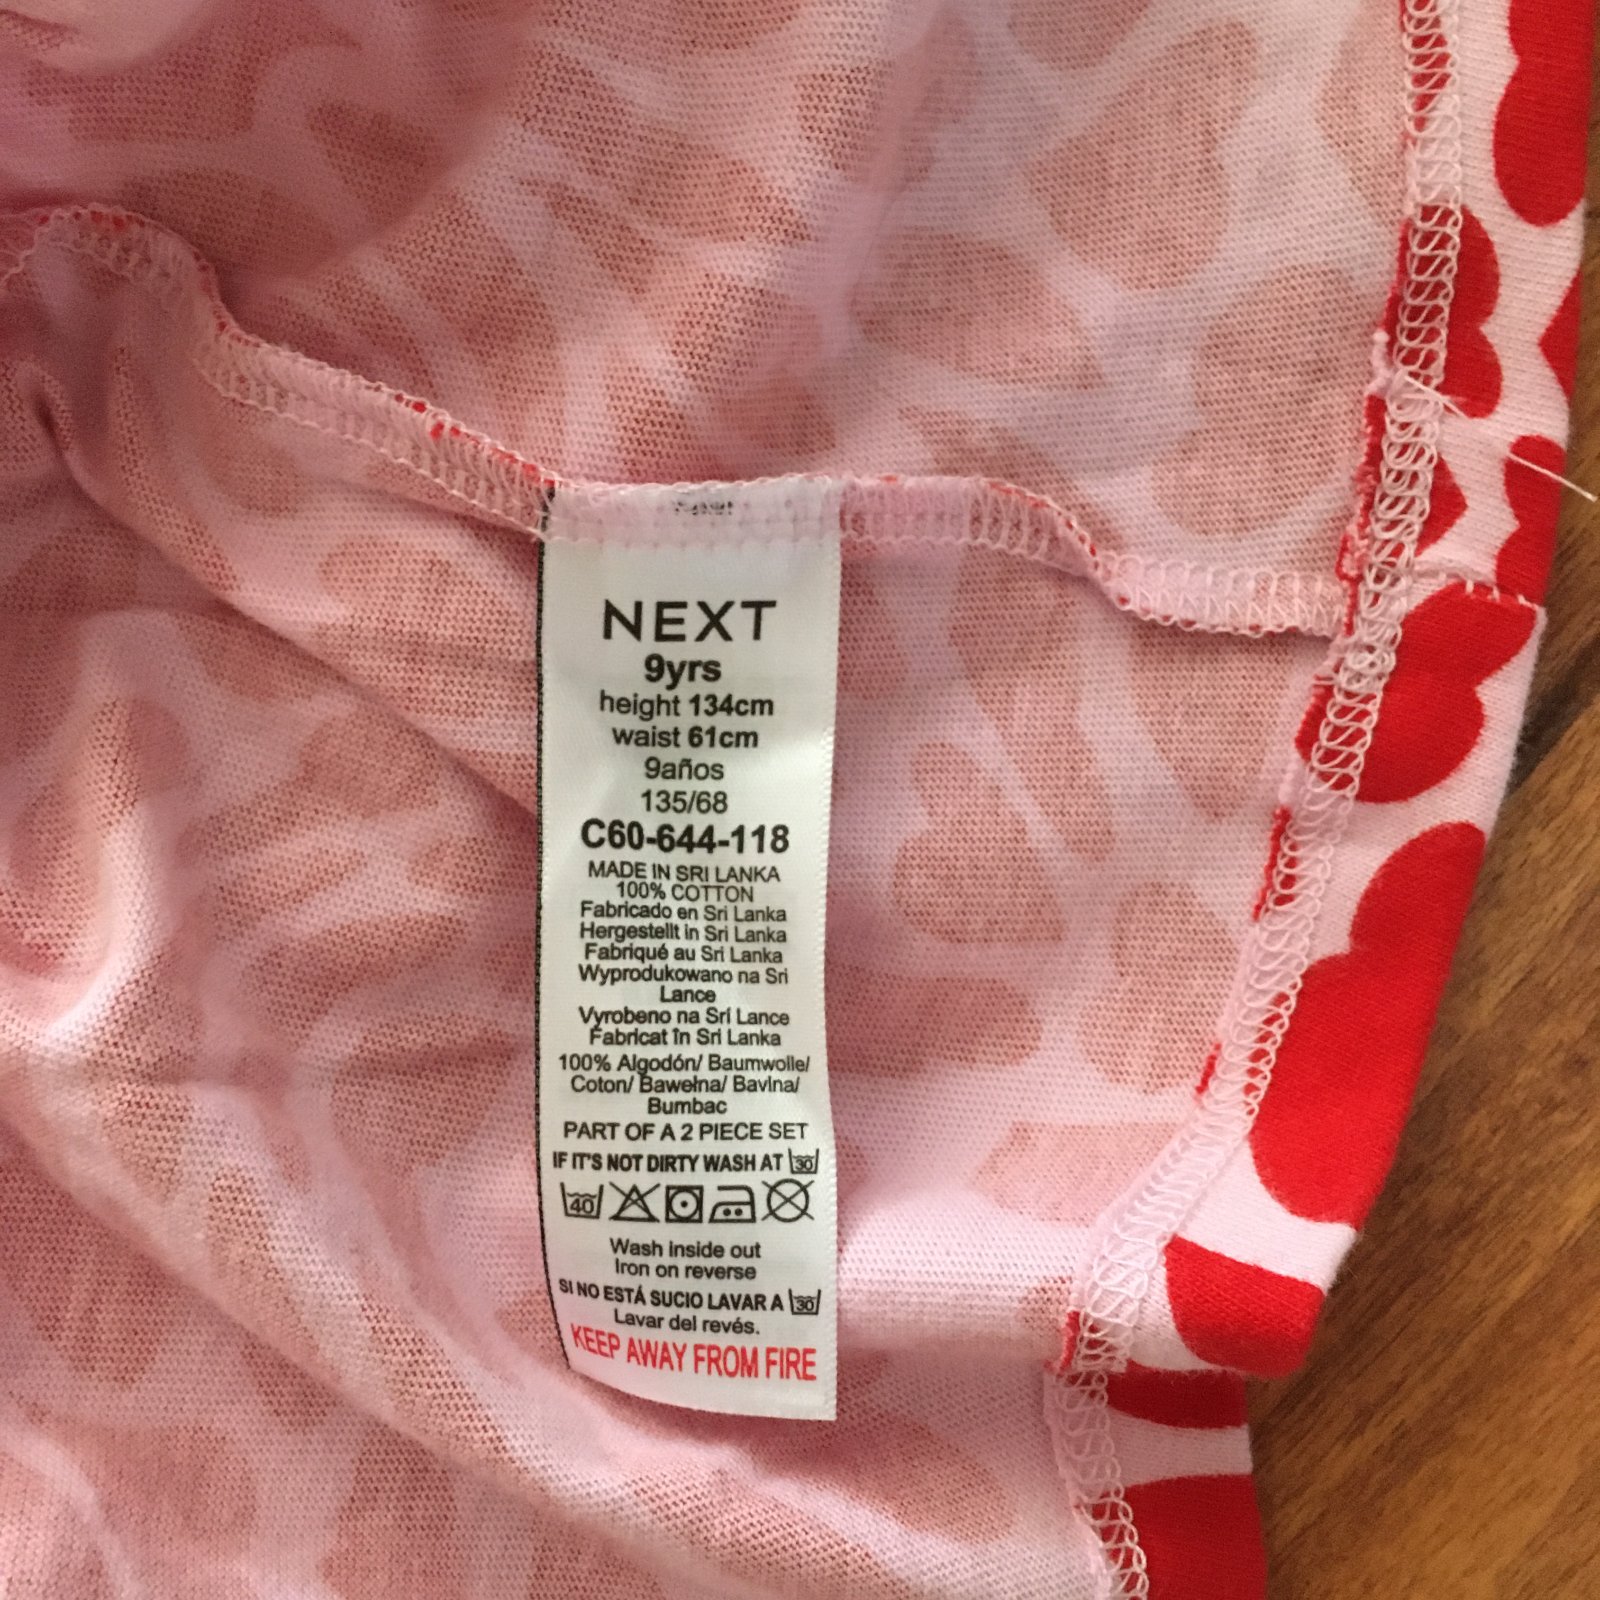 NEXT
9yrs
height 134cm
waist 61cm
9años
135/68
C60-644-118
MADE IN SRI LANKA
100% COTTON
Fabricado en Sri Lanka
Hergestellt in Sri Lanka
Fabriqué au Sri Lanka
Wyprodukowano na Sri
Lance
Vyrobeno na Srí Lance
Fabricat în Sri Lanka
100% Algodón/ Baumwolle/
Coton/ Bawełna/ Bavlna/
Bumbac
PART OF A 2 PIECE SET
IF IT'S NOT DIRTY WASH AT 30
40
Wash inside out
Iron on reverse
SI NO ESTÁ SUCIO LAVAR A 30
Lavar del revés.
KEEP AWAY FROM FIRE